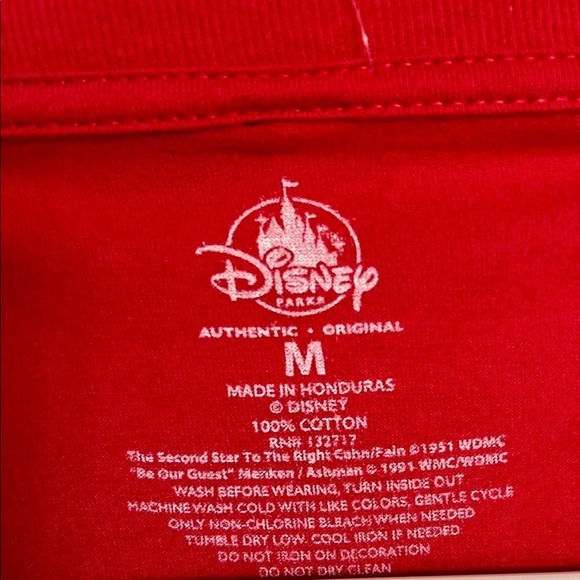 Disney
PARKS
AUTHENTIC • ORIGINAL
M
MADE IN HONDURAS
© DISNEY
100% COTTON
RN# 132717
The Second Star To The Right Cahn/Fain ©1951 WDMC
"Be Our Guest" Menken / Ashman © 1991 WMC/WDMC
WASH BEFORE WEARING, TURN INSIDE OUT
MACHINE WASH COLD WITH LIKE COLORS, GENTLE CYCLE
ONLY NON-CHLORINE BLEACH WHEN NEEDED
TUMBLE DRY LOW. COOL IRON IF NEEDED
DO NOT IRON ON DECORATION
DO NOT DRY CLEAN